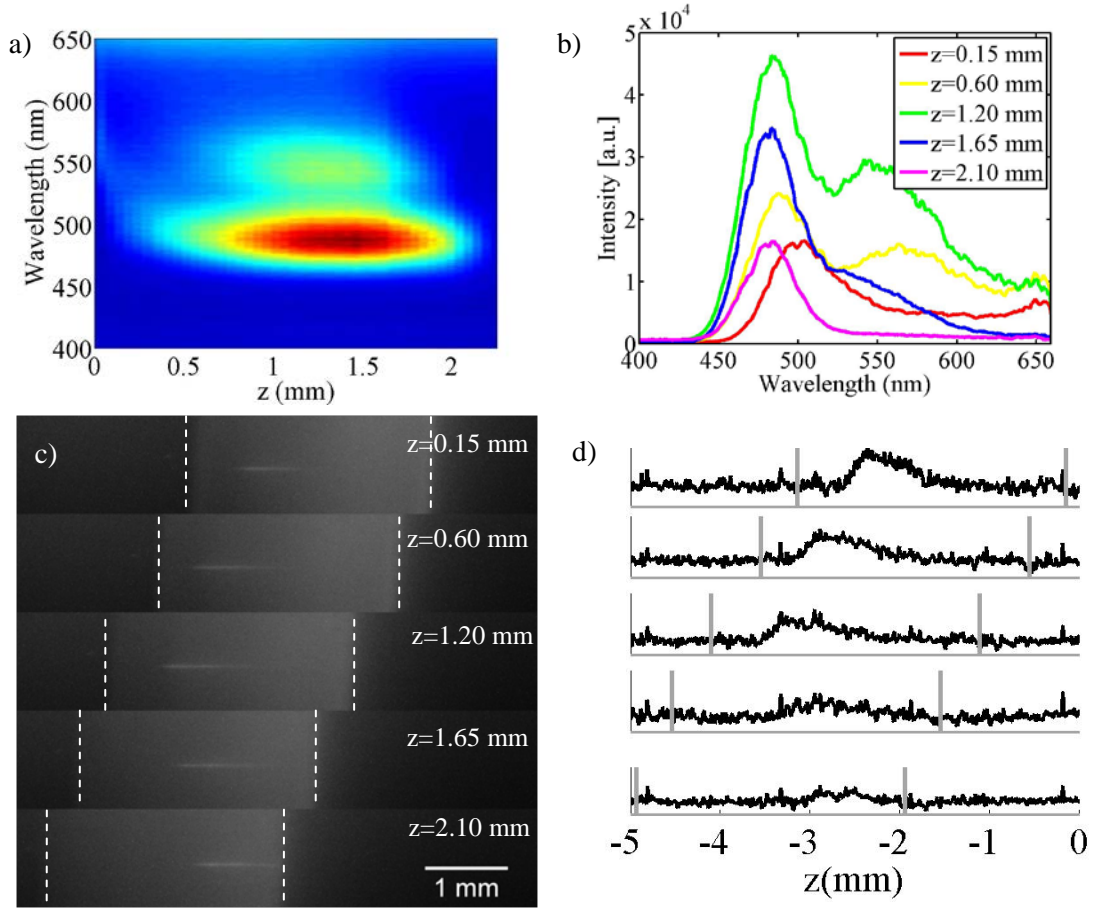 a)
650
600
550
500
450
400
Wavelength (nm)
0
0.5
1
1.5
2
z (mm)
b)
5 x 10^4
4
3
2
1
0
Intensity [a.u.]
z=0.15 mm
z=0.60 mm
z=1.20 mm
z=1.65 mm
z=2.10 mm
400
450
500
550
600
650
Wavelength (nm)
c)
z=0.15 mm
z=0.60 mm
z=1.20 mm
z=1.65 mm
z=2.10 mm
1 mm
d)
-5
-4
-3
-2
-1
0
z(mm)